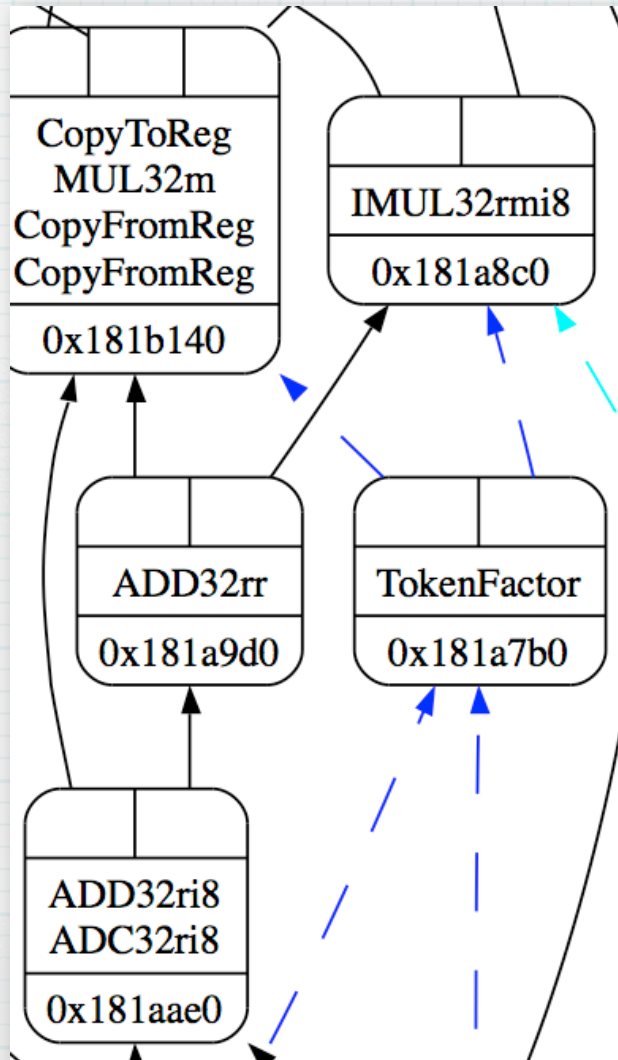 CopyToReg
MUL32m
CopyFromReg
CopyFromReg
0x181b140
IMUL32rmi8
0x181a8c0
ADD32rr
0x181a9d0
TokenFactor
0x181a7b0
ADD32ri8
ADC32ri8
0x181aae0